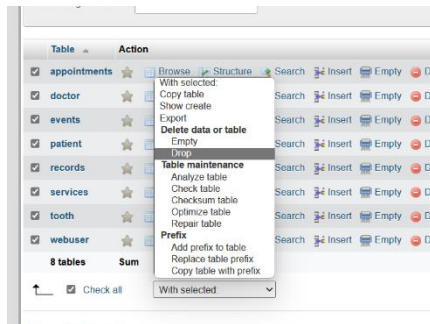 Table Action
appointments Browse Structure Search Insert Empty D
With selected:
Copy table
doctor Search Insert Empty D
Show create
events Export Search Insert Empty D
Delete data or table
patient Empty Search Insert Empty D
Drop
records Table maintenance Search Insert Empty D
Analyze table
services Check table Search Insert Empty D
Checksum table
tooth Optimize table Search Insert Empty D
Repair table
webuser Prefix Search Insert Empty D
Add prefix to table
8 tables Sum Replace table prefix
Copy table with prefix
Check all With selected: